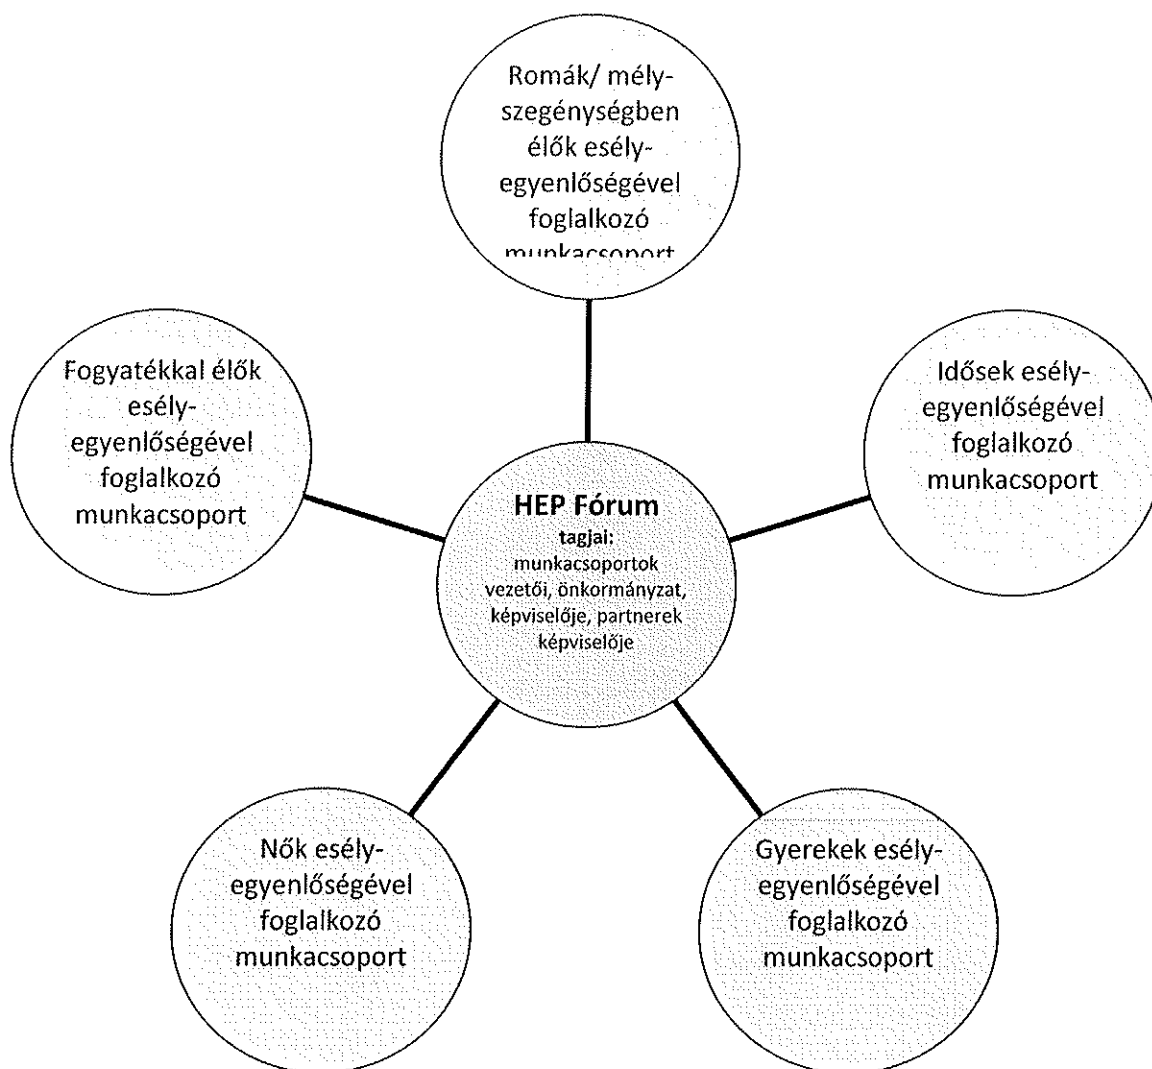 Romák/ mély-
szegénységben
élők esély-
egyenlőségével
foglalkozó
munkacsoport
Fogyatékkal élők
esély-
egyenlőségével
foglalkozó
munkacsoport
Idősek esély-
egyenlőségével
foglalkozó
munkacsoport
HEP Fórum
tagjai:
munkacsoportok
vezetői, önkormányzat,
képviselője, partnerek
képviselője
Nők esély-
egyenlőségével
foglalkozó
munkacsoport
Gyerekek esély-
egyenlőségével
foglalkozó
munkacsoport